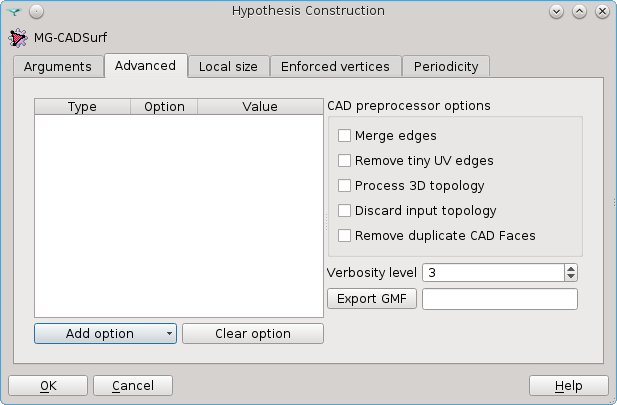 Hypothesis Construction
MG-CADSurf
Arguments Advanced Local size Enforced vertices Periodicity
Type Option Value
CAD preprocessor options
Merge edges
Remove tiny UV edges
Process 3D topology
Discard input topology
Remove duplicate CAD Faces
Verbosity level 3
Export GMF
Add option Clear option
OK Cancel Help